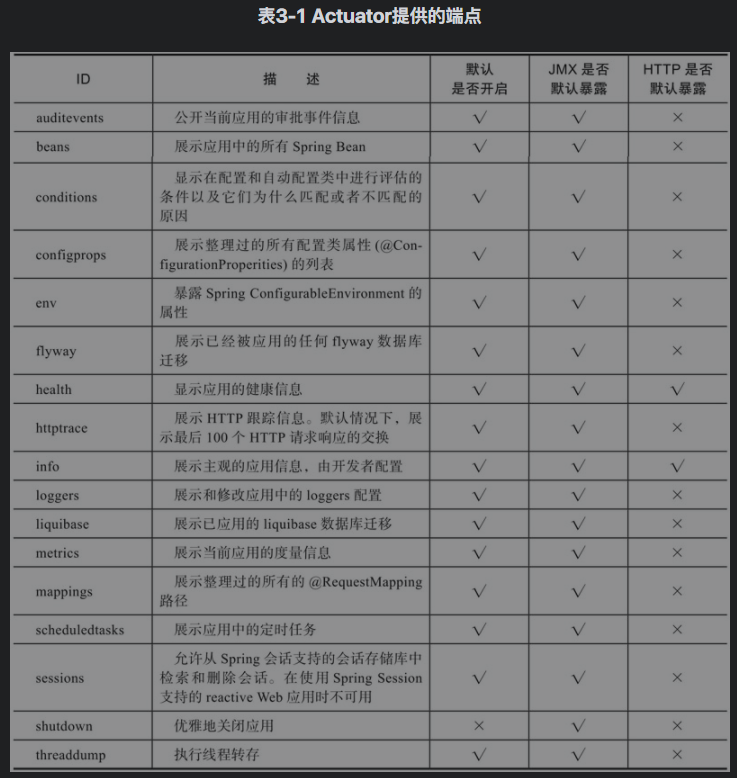 表3-1 Actuator提供的端点
ID 描 述 默认 是否开启 JMX 是否 默认暴露 HTTP 是否 默认暴露
auditevents 公开当前应用的审批事件信息 √ √ ×
beans 展示应用中的所有 Spring Bean √ √ ×
conditions 显示在配置和自动配置类中进行评估的
条件以及它们为什么匹配或者不匹配的
原因 √ √ ×
configprops 展示整理过的所有配置类属性 (@Con-
figurationProperities) 的列表 √ √ ×
env 暴露 Spring ConfigurableEnvironment 的
属性 √ √ ×
flyway 展示已经被应用的任何 flyway 数据库
迁移 √ √ ×
health 显示应用的健康信息 √ √ √
httptrace 展示 HTTP 跟踪信息。默认情况下，展
示最后 100 个 HTTP 请求响应的交换 √ √ ×
info 展示主观的应用信息，由开发者配置 √ √ √
loggers 展示和修改应用中的 loggers 配置 √ √ ×
liquibase 展示已应用的 liquibase 数据库迁移 √ √ ×
metrics 展示当前应用的度量信息 √ √ ×
mappings 展示整理过的所有的 @RequestMapping
路径 √ √ ×
scheduledtasks 展示应用中的定时任务 √ √ ×
sessions 允许从 Spring 会话支持的会话存储库中
检索和删除会话。在使用 Spring Session
支持的 reactive Web 应用时不可用 √ √ ×
shutdown 优雅地关闭应用 × √ ×
threaddump 执行线程转存 √ √ ×